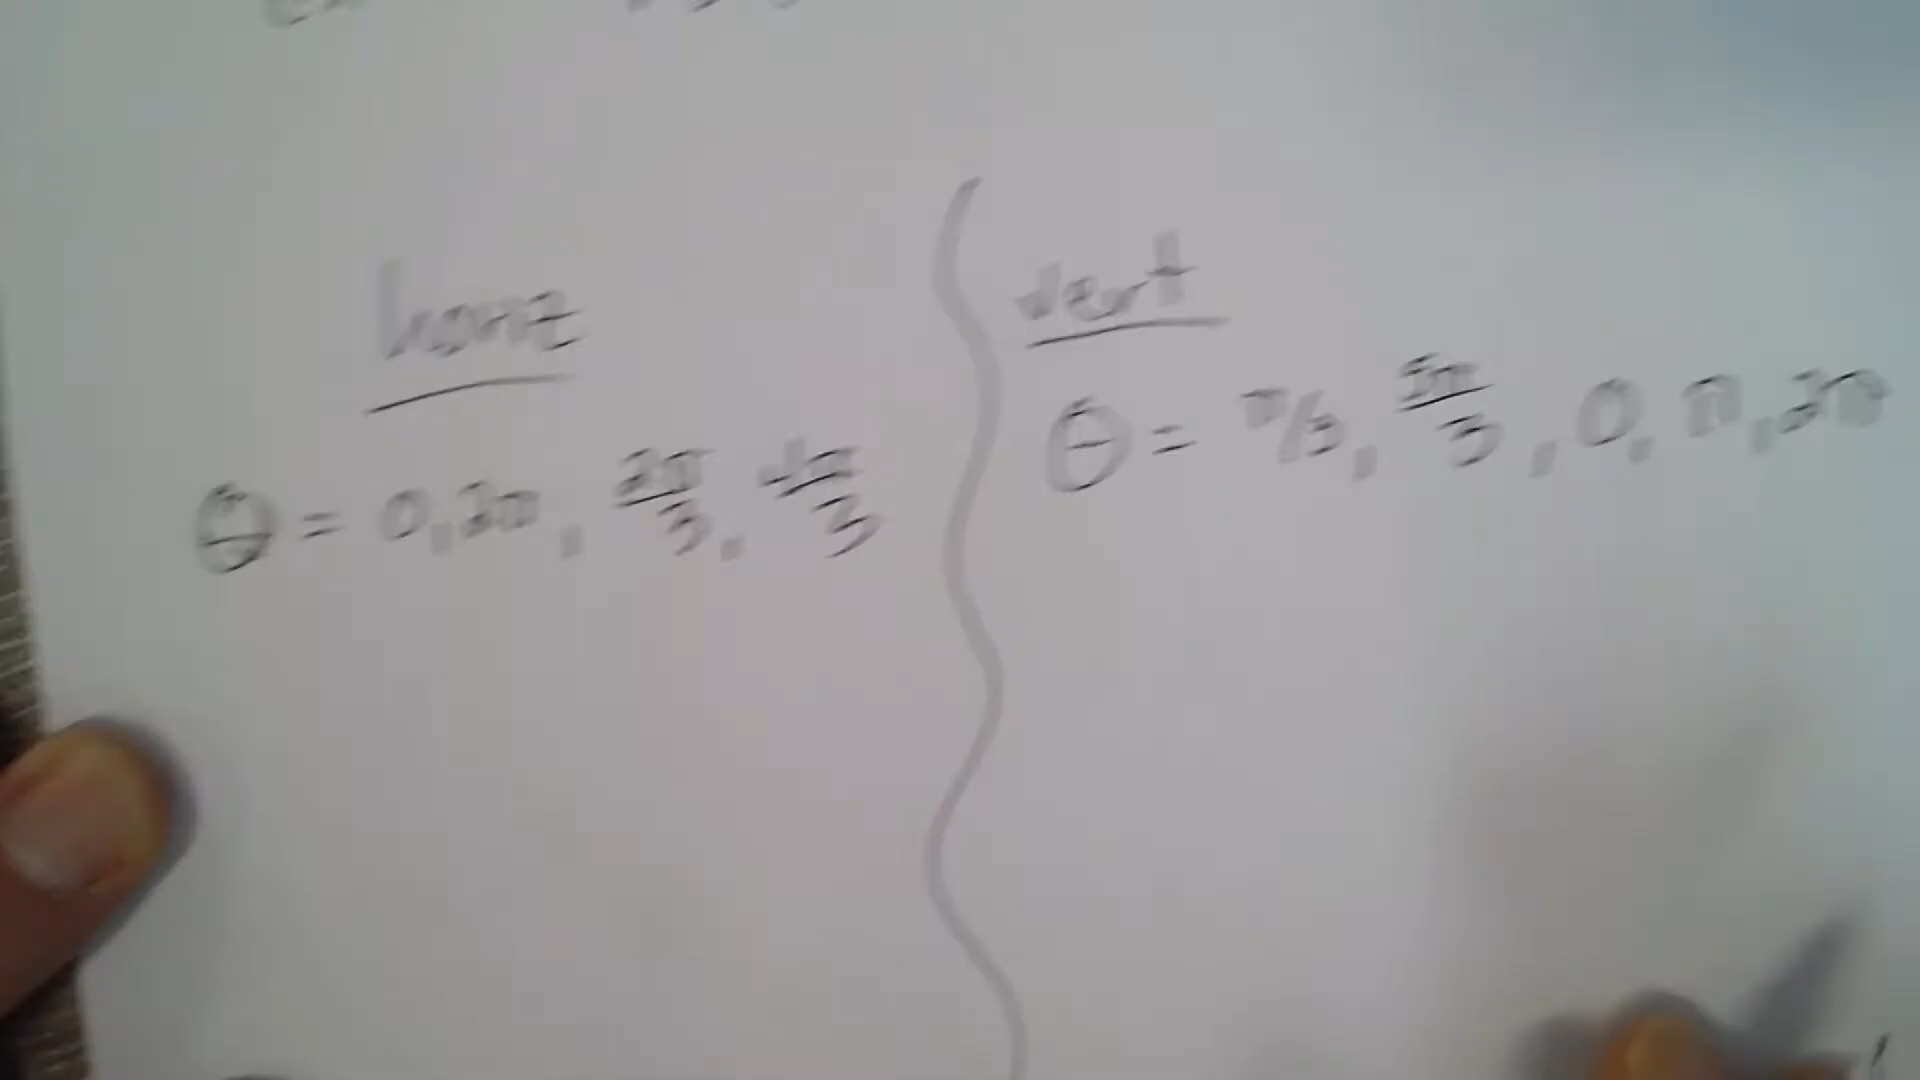 horiz
θ = 0, 2π, 2π/3, 4π/3
vert
θ = π/3, 5π/3, 0, π, 2π